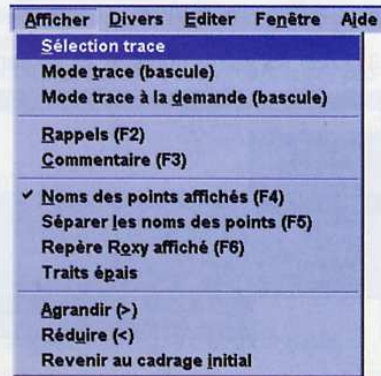 Afficher Divers Editer Fenêtre Aide
Sélection trace
Mode trace (bascule)
Mode trace à la demande (bascule)
Rappels (F2)
Commentaire (F3)
✓ Noms des points affichés (F4)
Séparer les noms des points (F5)
Repère Roxy affiché (F6)
Traits épais
Agrandir (>)
Réduire (<)
Revenir au cadrage initial